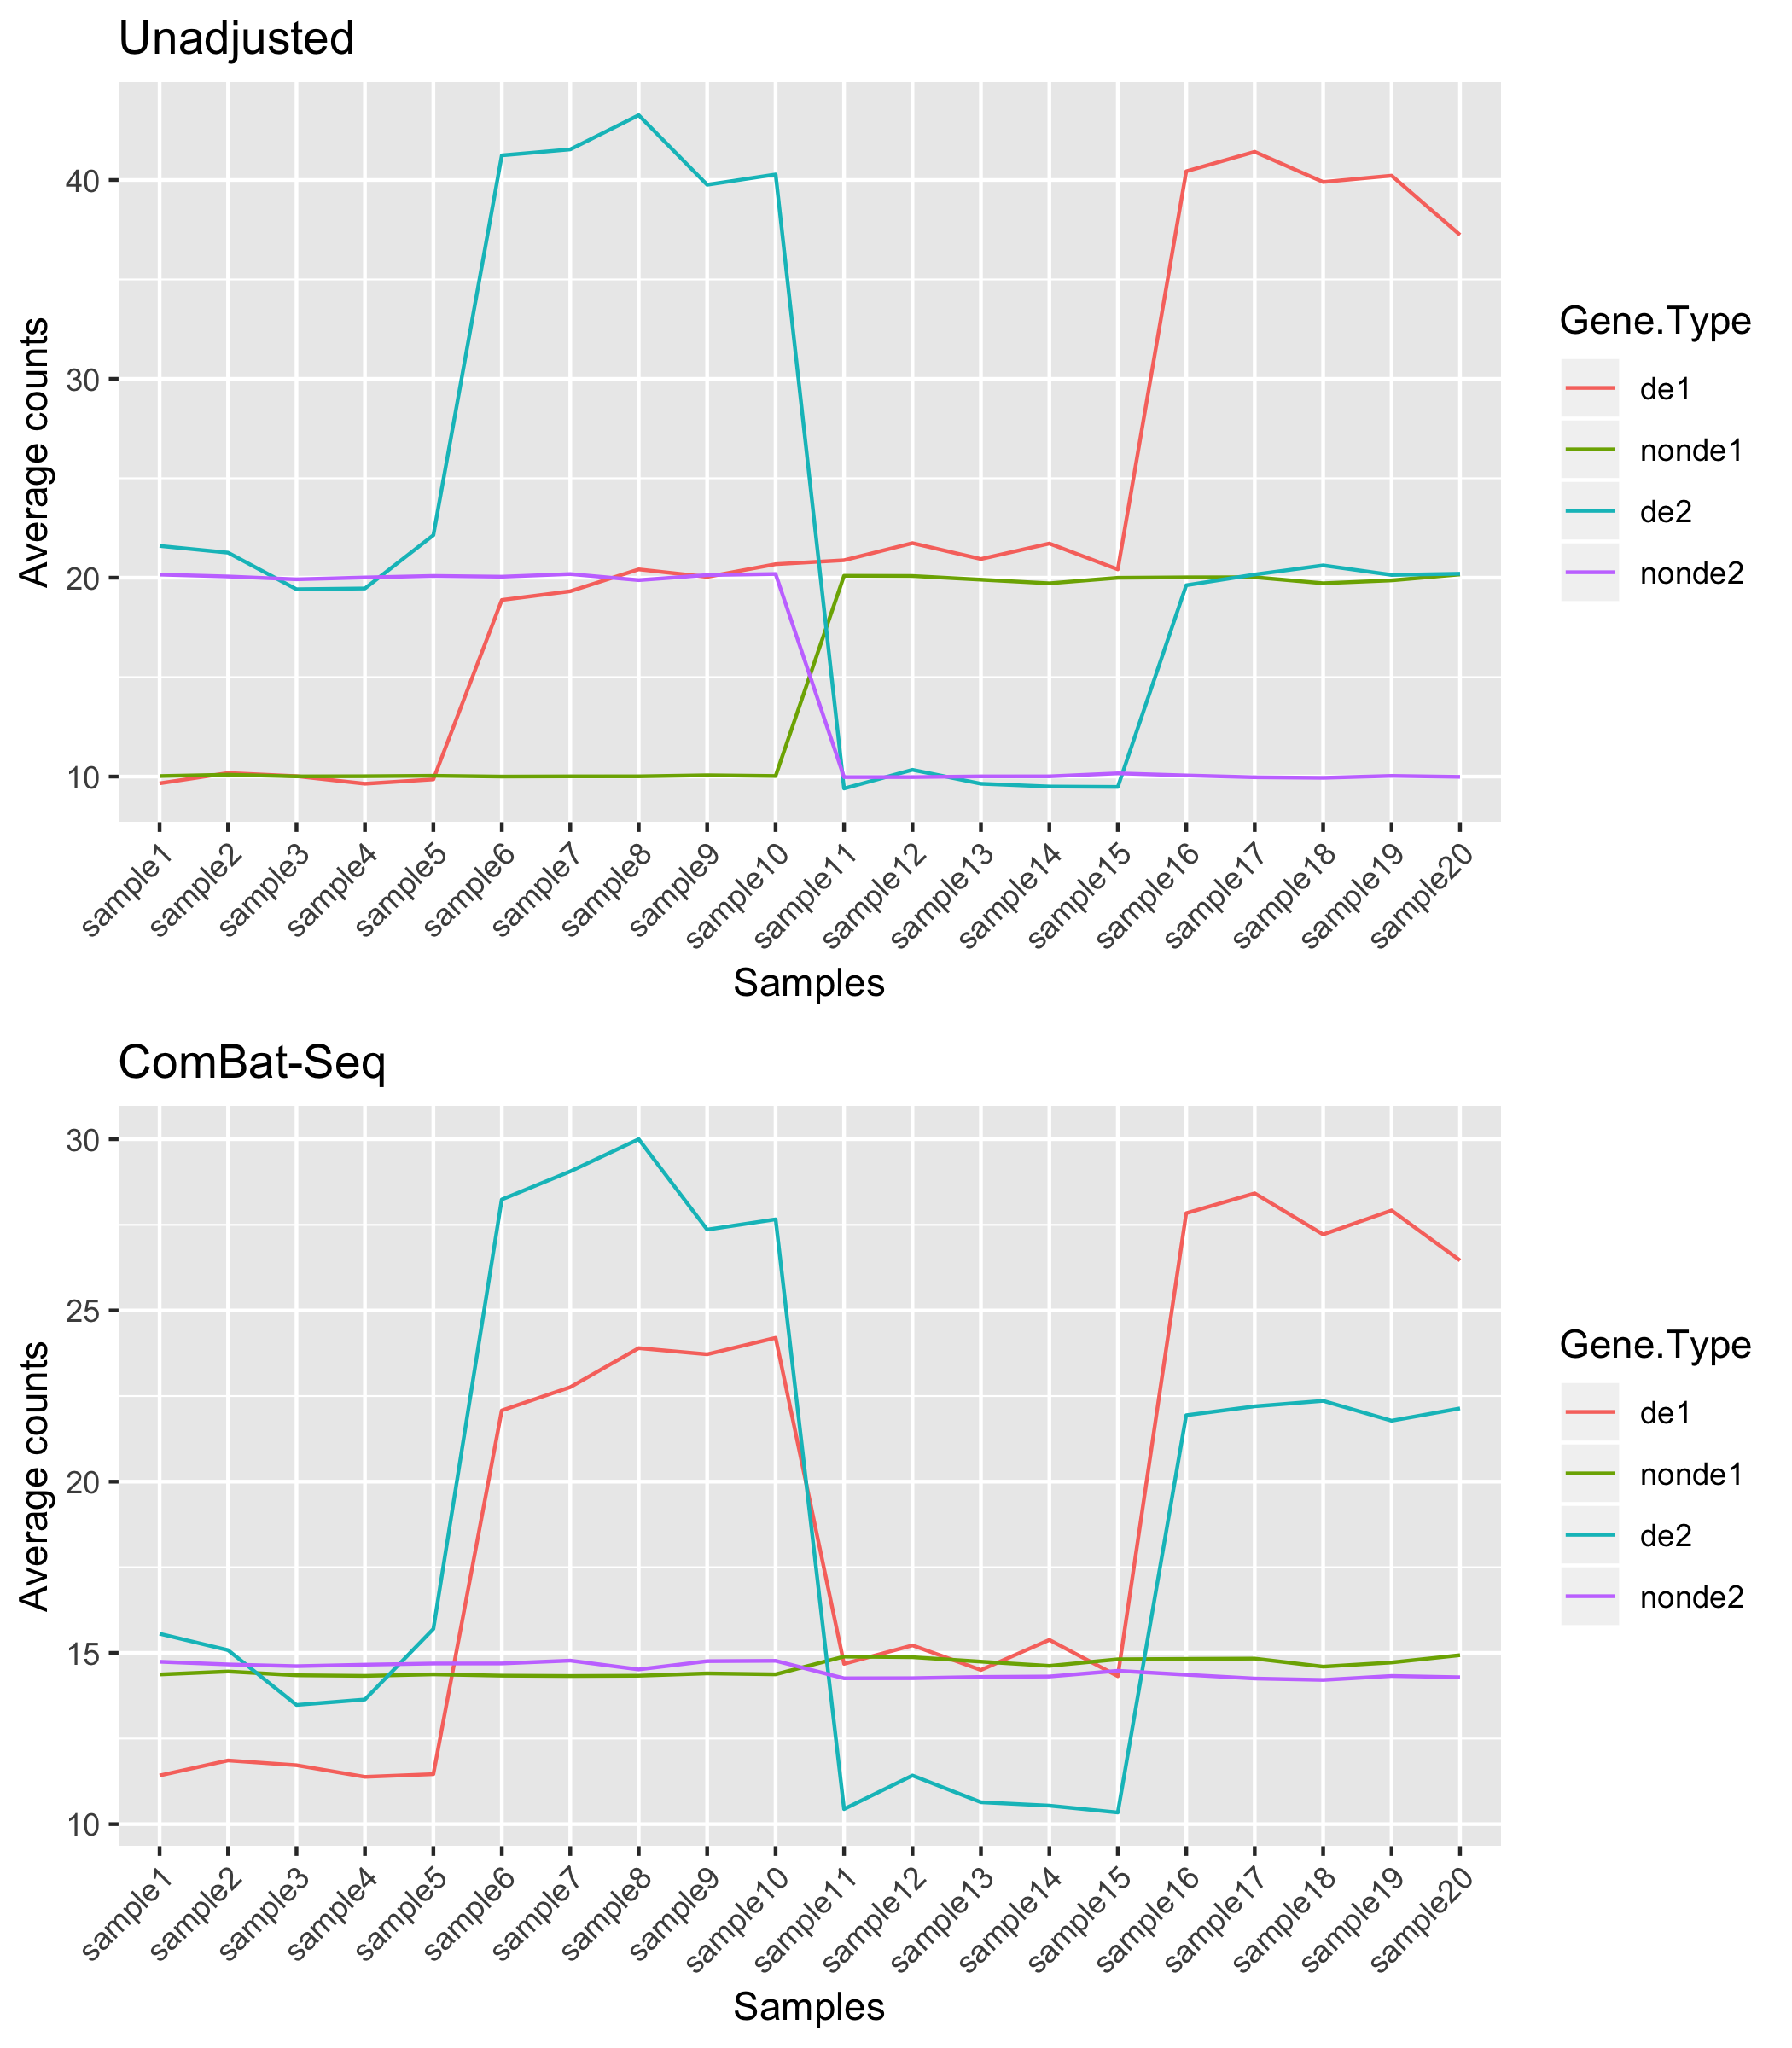 Unadjusted
40
30
20
10
Average counts
sample1
sample2
sample3
sample4
sample5
sample6
sample7
sample8
sample9
sample10
sample11
sample12
sample13
sample14
sample15
sample16
sample17
sample18
sample19
sample20
Samples
Gene.Type
de1
nonde1
de2
nonde2
ComBat-Seq
30
25
20
15
10
Average counts
sample1
sample2
sample3
sample4
sample5
sample6
sample7
sample8
sample9
sample10
sample11
sample12
sample13
sample14
sample15
sample16
sample17
sample18
sample19
sample20
Samples
Gene.Type
de1
nonde1
de2
nonde2